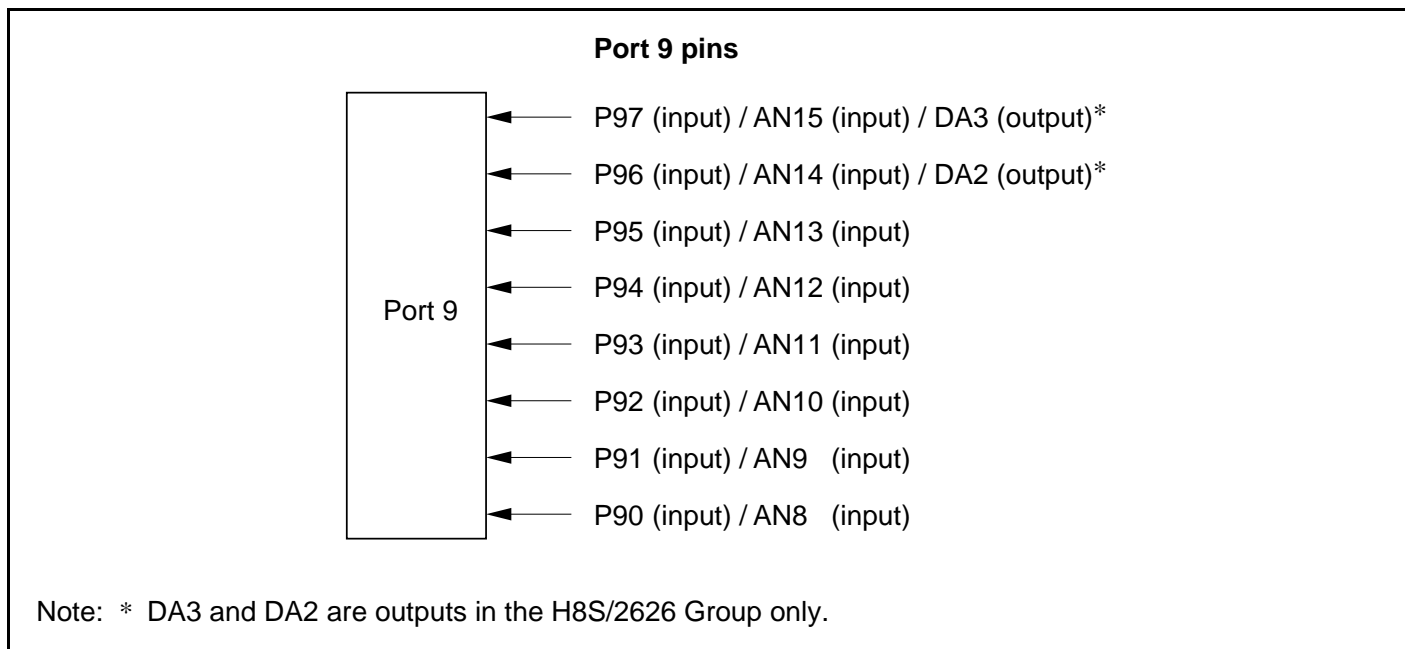 Port 9 pins
P97 (input) / AN15 (input) / DA3 (output)*
P96 (input) / AN14 (input) / DA2 (output)*
P95 (input) / AN13 (input)
P94 (input) / AN12 (input)
Port 9
P93 (input) / AN11 (input)
P92 (input) / AN10 (input)
P91 (input) / AN9 (input)
P90 (input) / AN8 (input)
Note: * DA3 and DA2 are outputs in the H8S/2626 Group only.